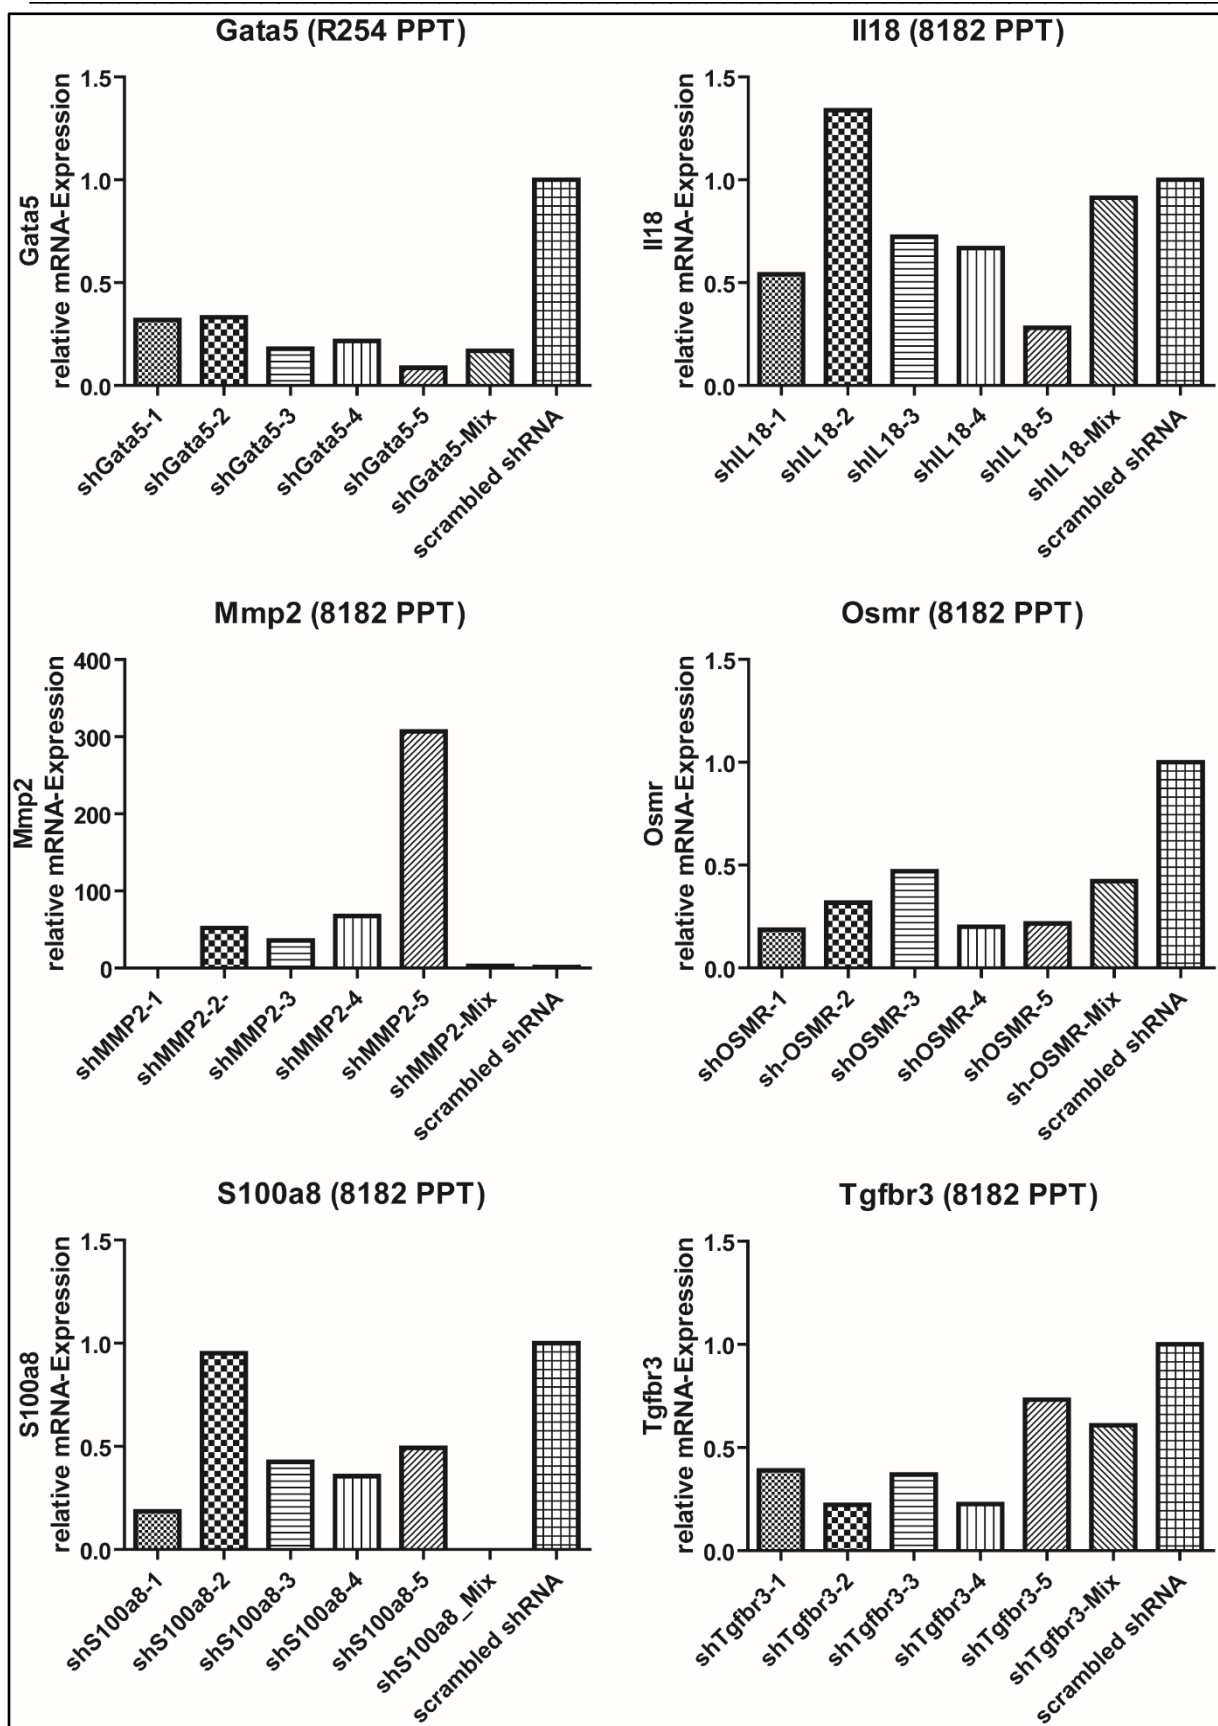 Gata5 (R254 PPT)
Gata5
relative mRNA-Expression
1.5
1.0
0.5
0.0
shGata5-1
shGata5-2
shGata5-3
shGata5-4
shGata5-5
shGata5-Mix
scrambled shRNA
Il18 (8182 PPT)
Il18
relative mRNA-Expression
1.5
1.0
0.5
0.0
shIL18-1
shIL18-2
shIL18-3
shIL18-4
shIL18-5
shIL18-Mix
scrambled shRNA
Mmp2 (8182 PPT)
Mmp2
relative mRNA-Expression
400
300
200
100
0
shMMP2-1
shMMP2-2-
shMMP2-3
shMMP2-4
shMMP2-5
shMMP2-Mix
scrambled shRNA
Osmr (8182 PPT)
Osmr
relative mRNA-Expression
1.5
1.0
0.5
0.0
shOSMR-1
sh-OSMR-2
shOSMR-3
shOSMR-4
shOSMR-5
sh-OSMR-Mix
scrambled shRNA
S100a8 (8182 PPT)
S100a8
relative mRNA-Expression
1.5
1.0
0.5
0.0
shS100a8-1
shS100a8-2
shS100a8-3
shS100a8-4
shS100a8-5
shS100a8_Mix
scrambled shRNA
Tgfbr3 (8182 PPT)
Tgfbr3
relative mRNA-Expression
1.5
1.0
0.5
0.0
shTgfbr3-1
shTgfbr3-2
shTgfbr3-3
shTgfbr3-4
shTgfbr3-5
shTgfbr3-Mix
scrambled shRNA